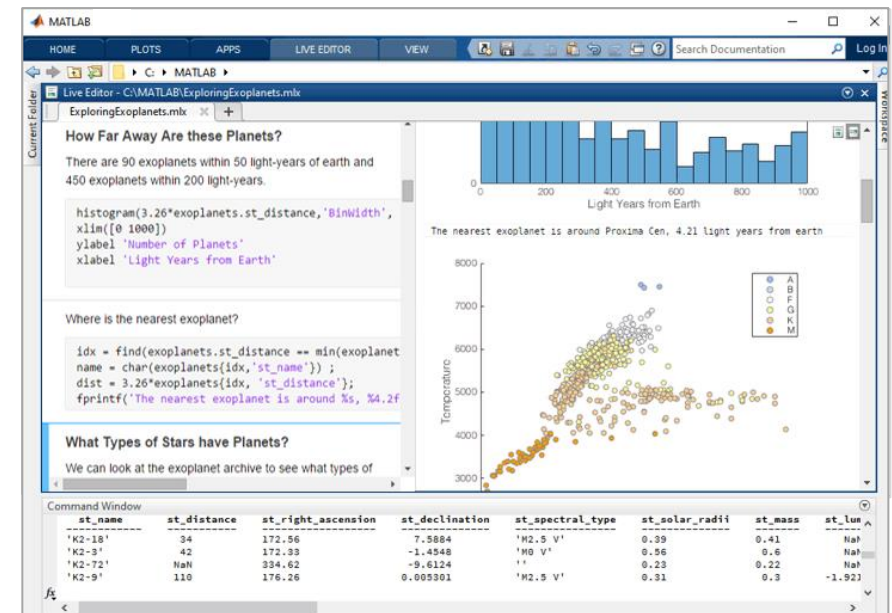 MATLAB
HOME PLOTS APPS LIVE EDITOR VIEW Search Documentation Log In
C: MATLAB
Current Folder
Live Editor - C:\MATLAB\ExploringExoplanets.mlx
Workspace
ExploringExoplanets.mlx
How Far Away Are these Planets?
There are 90 exoplanets within 50 light-years of earth and
450 exoplanets within 200 light-years.
histogram(3.26*exoplanets.st_distance,'BinWidth',
xlim([0 1000])
ylabel 'Number of Planets'
xlabel 'Light Years from Earth'
Where is the nearest exoplanet?
idx = find(exoplanets.st_distance == min(exoplanet
name = char(exoplanets{idx,'st_name'}) ;
dist = 3.26*exoplanets{idx, 'st_distance'};
fprintf('The nearest exoplanet is around %s, %4.2f
What Types of Stars have Planets?
We can look at the exoplanet archive to see what types of
0
0 200 400 600 800 1000
Light Years from Earth
The nearest exoplanet is around Proxima Cen, 4.21 light years from earth
8000
7000
6000
5000
4000
3000
Temperature
A
B
F
G
K
M
Command Window
st_name st_distance st_right_ascension st_declination st_spectral_type st_solar_radii st_mass st_lum
'K2-18' 34 172.56 7.5884 'M2.5 V' 0.39 0.41 NaN
'K2-3' 42 172.33 -1.4548 'M0 V' 0.56 0.6 NaN
'K2-72' NaN 334.62 -9.6124 '' 0.23 0.22 NaN
'K2-9' 110 176.26 0.005301 'M2.5 V' 0.31 0.3 -1.921
fx